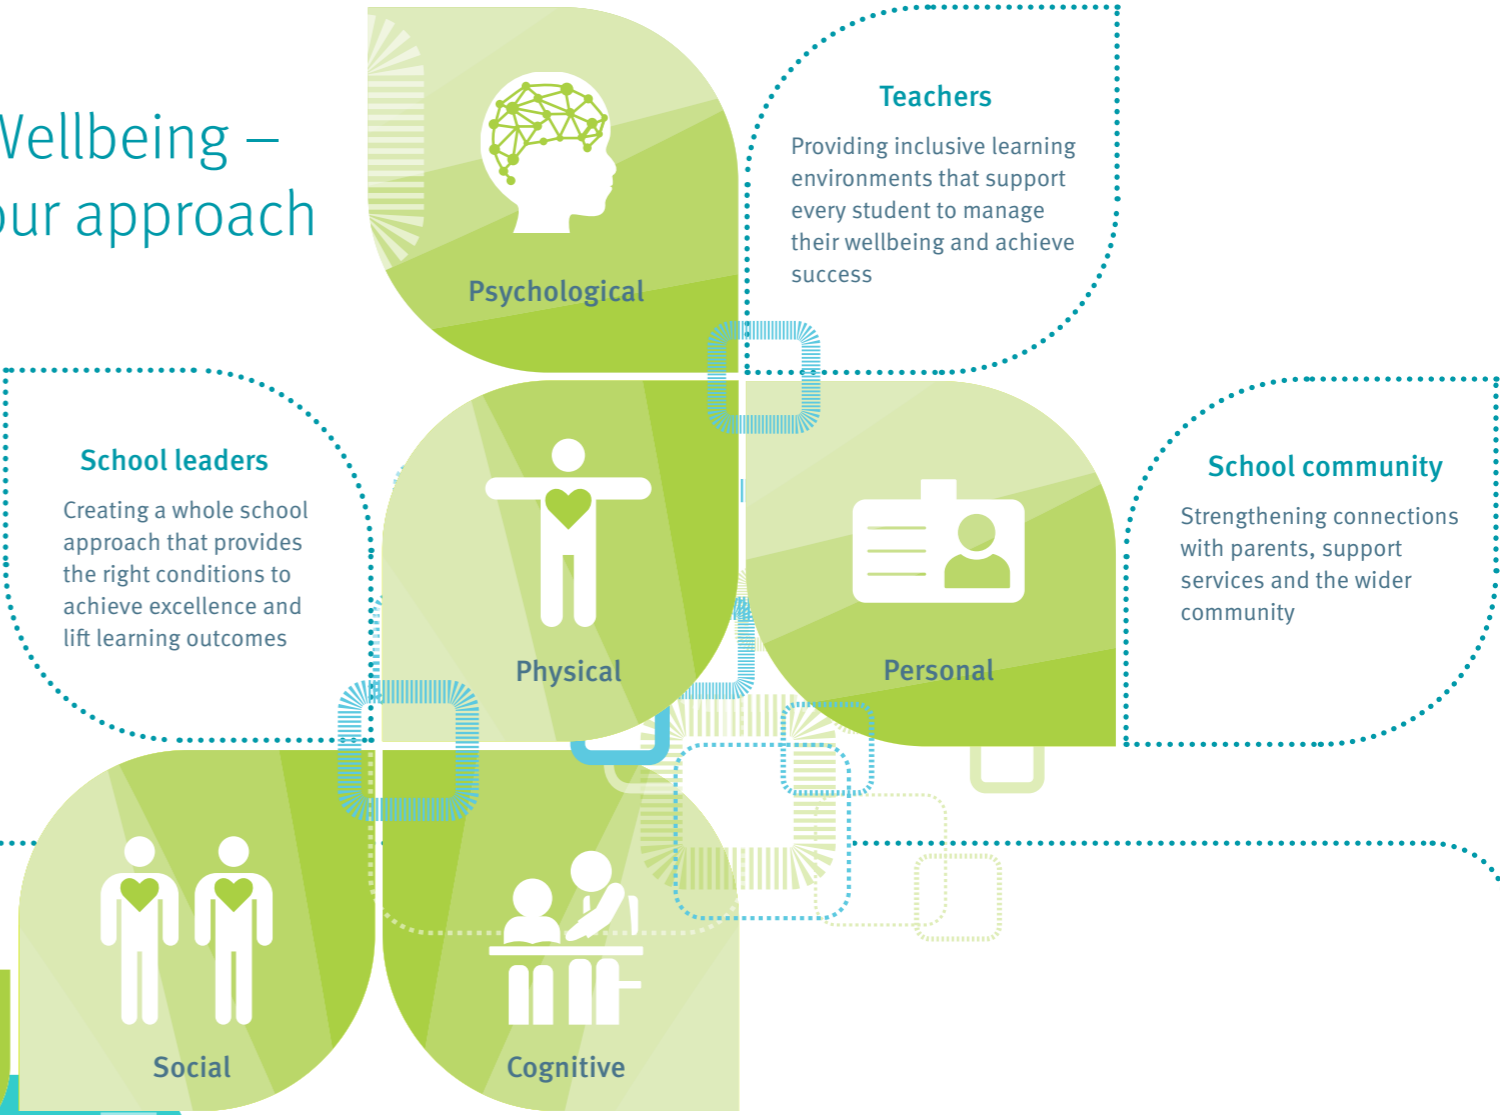 Wellbeing –
our approach
Psychological
Teachers
Providing inclusive learning
environments that support
every student to manage
their wellbeing and achieve
success
School leaders
Creating a whole school
approach that provides
the right conditions to
achieve excellence and
lift learning outcomes
Physical
Personal
School community
Strengthening connections
with parents, support
services and the wider
community
Social
Cognitive